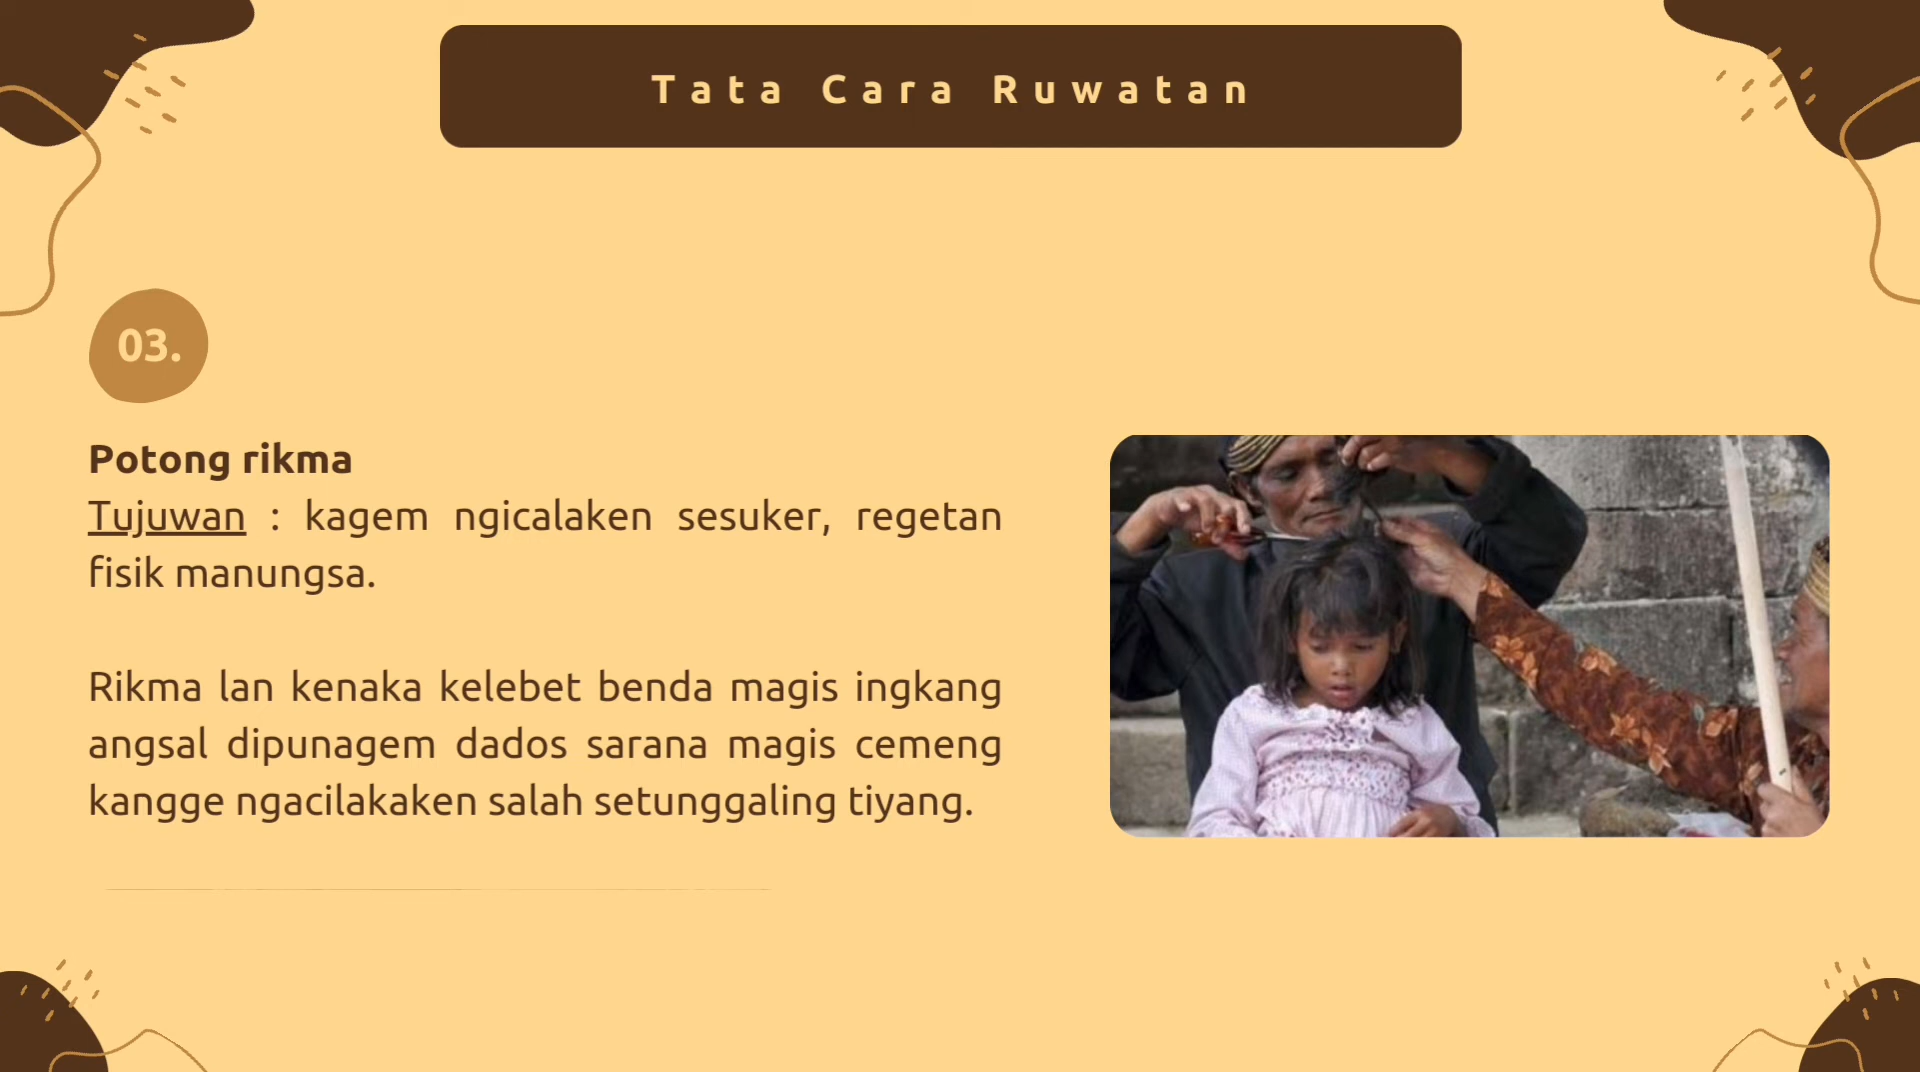 Tata Cara Ruwatan
03.
Potong rikma
Tujuwan : kagem ngicalaken sesuker, regetan
fisik manungsa.
Rikma lan kenaka kelebet benda magis ingkang
angsal dipunagem dados sarana magis cemeng
kangge ngacilakaken salah setunggaling tiyang.